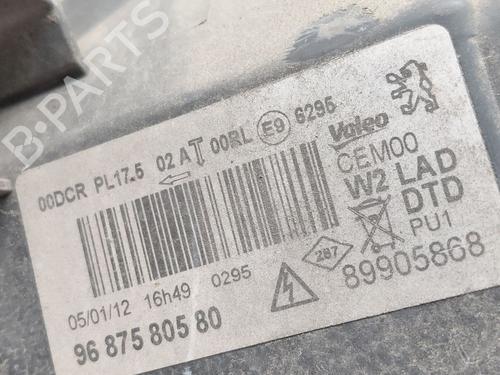 B-PARTS
00DCR PL17.5 02 A 00RL E9 6295
Valeo
CEM00
W2 LAD
DTD
PU1
287
89905868
05/01/12 16h49 0295
96 875 805 80